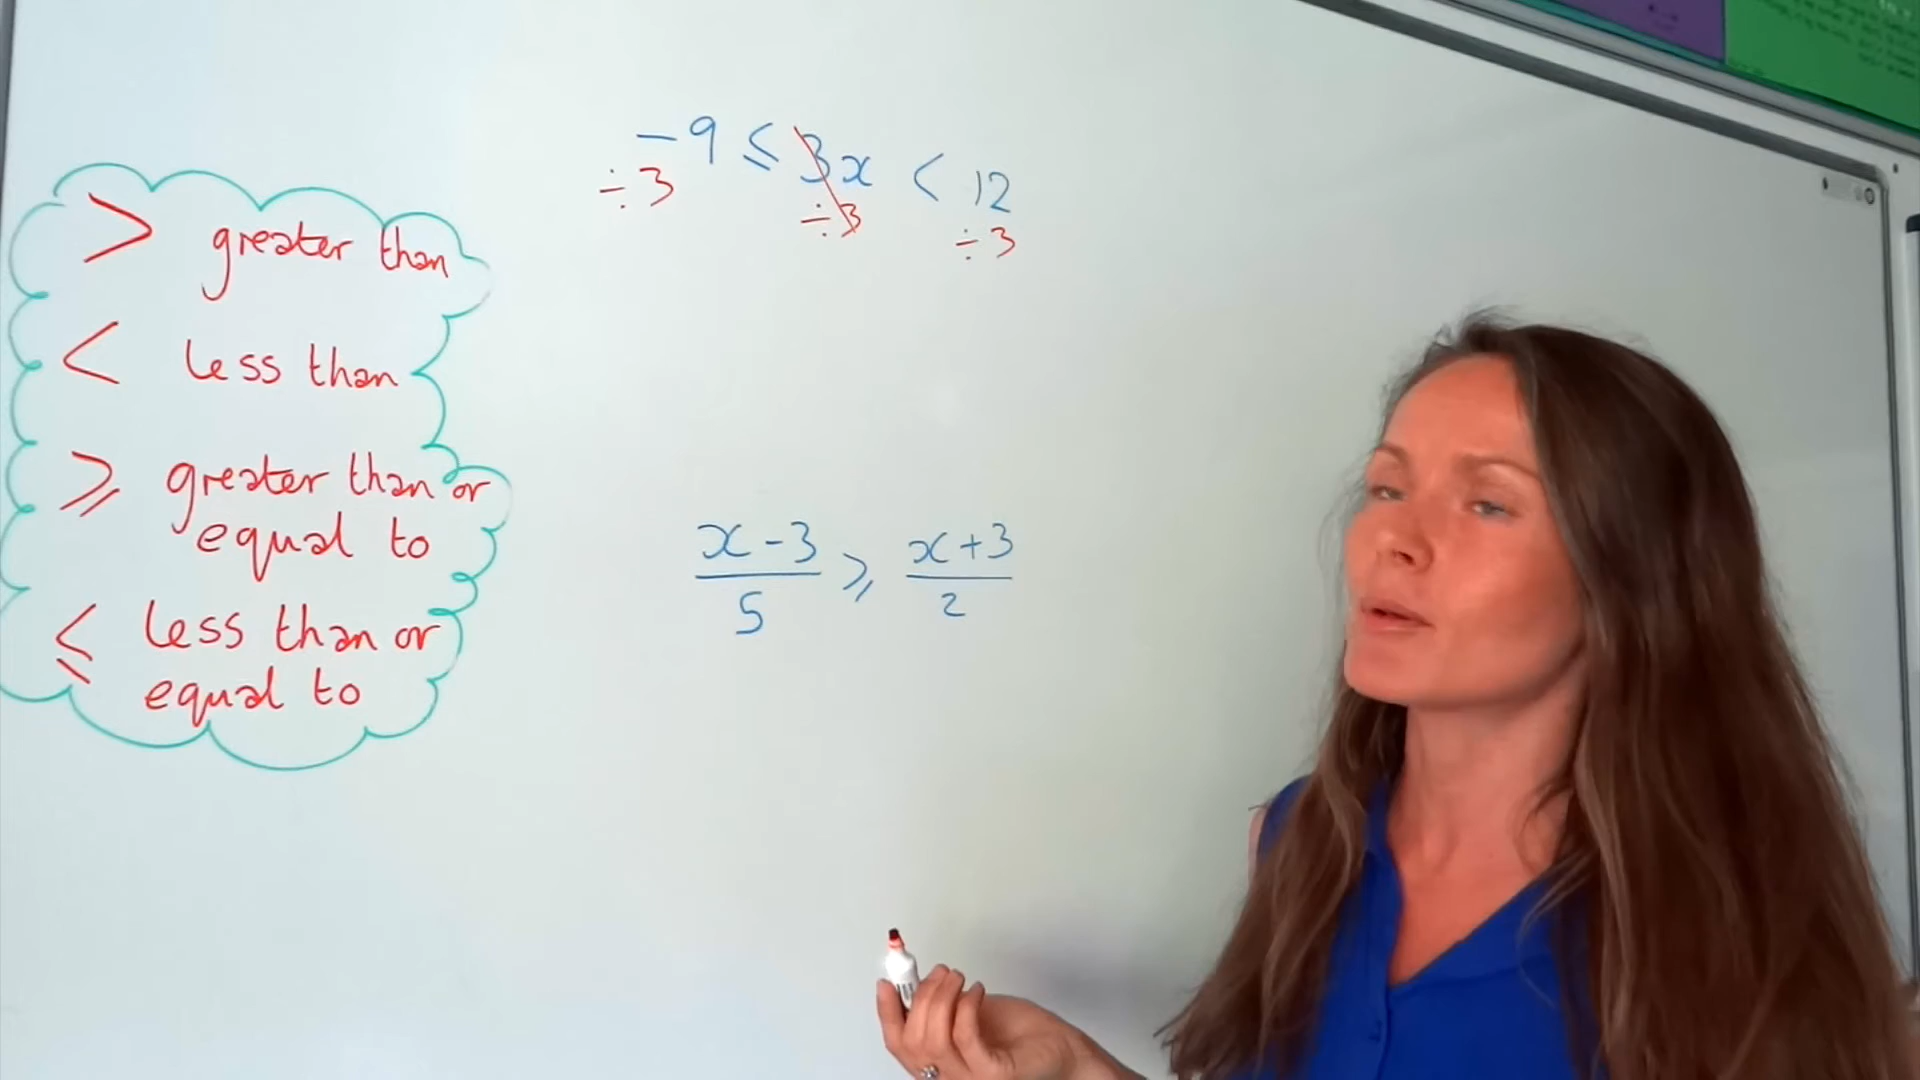 -9 ≤ 3x < 12
÷3 ÷3 ÷3
> greater than
< less than
≥ greater than or
equal to
≤ less than or
equal to
x-3 ≥ x+3
5 2